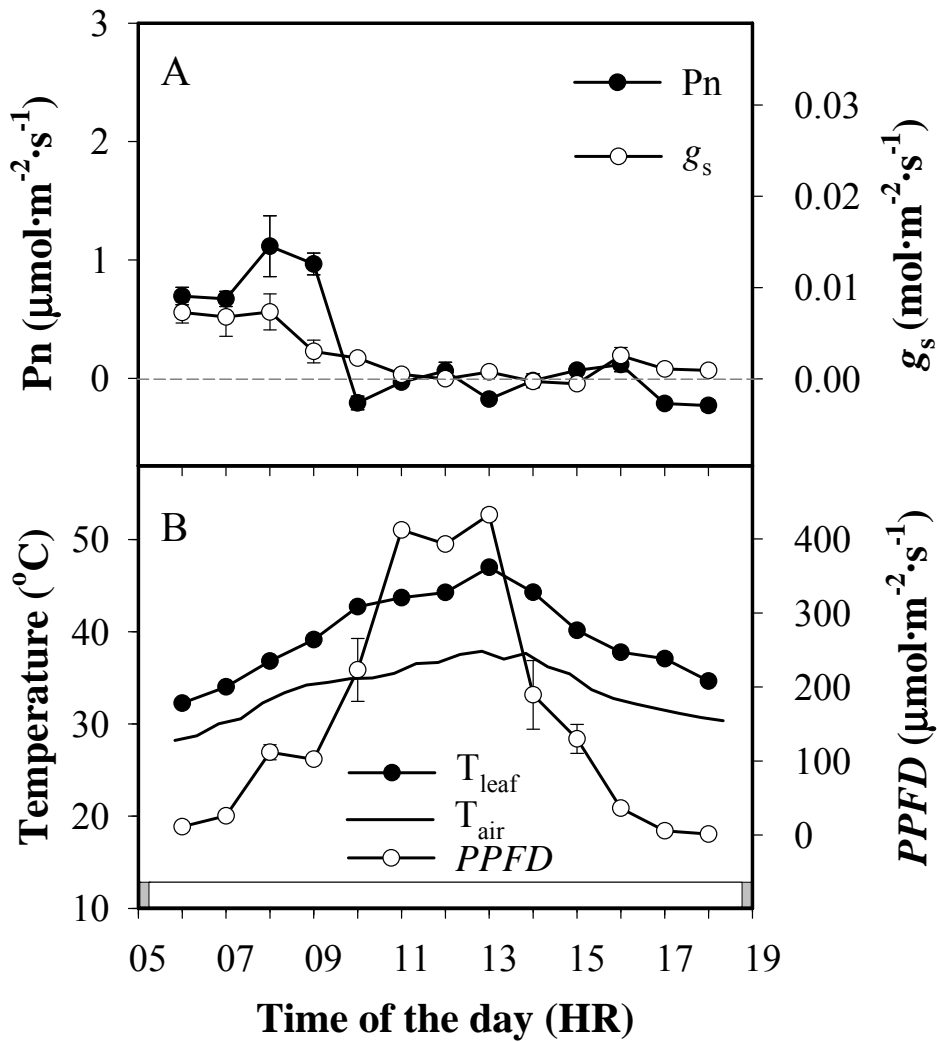 A
Pn
gs
3
2
1
0
Pn (μmol·m-2·s-1)
0.03
0.02
0.01
0.00
gs (mol·m-2·s-1)
B
50
40
30
20
10
Temperature (oC)
Tleaf
Tair
PPFD
400
300
200
100
0
PPFD (μmol·m-2·s-1)
05 07 09 11 13 15 17 19
Time of the day (HR)